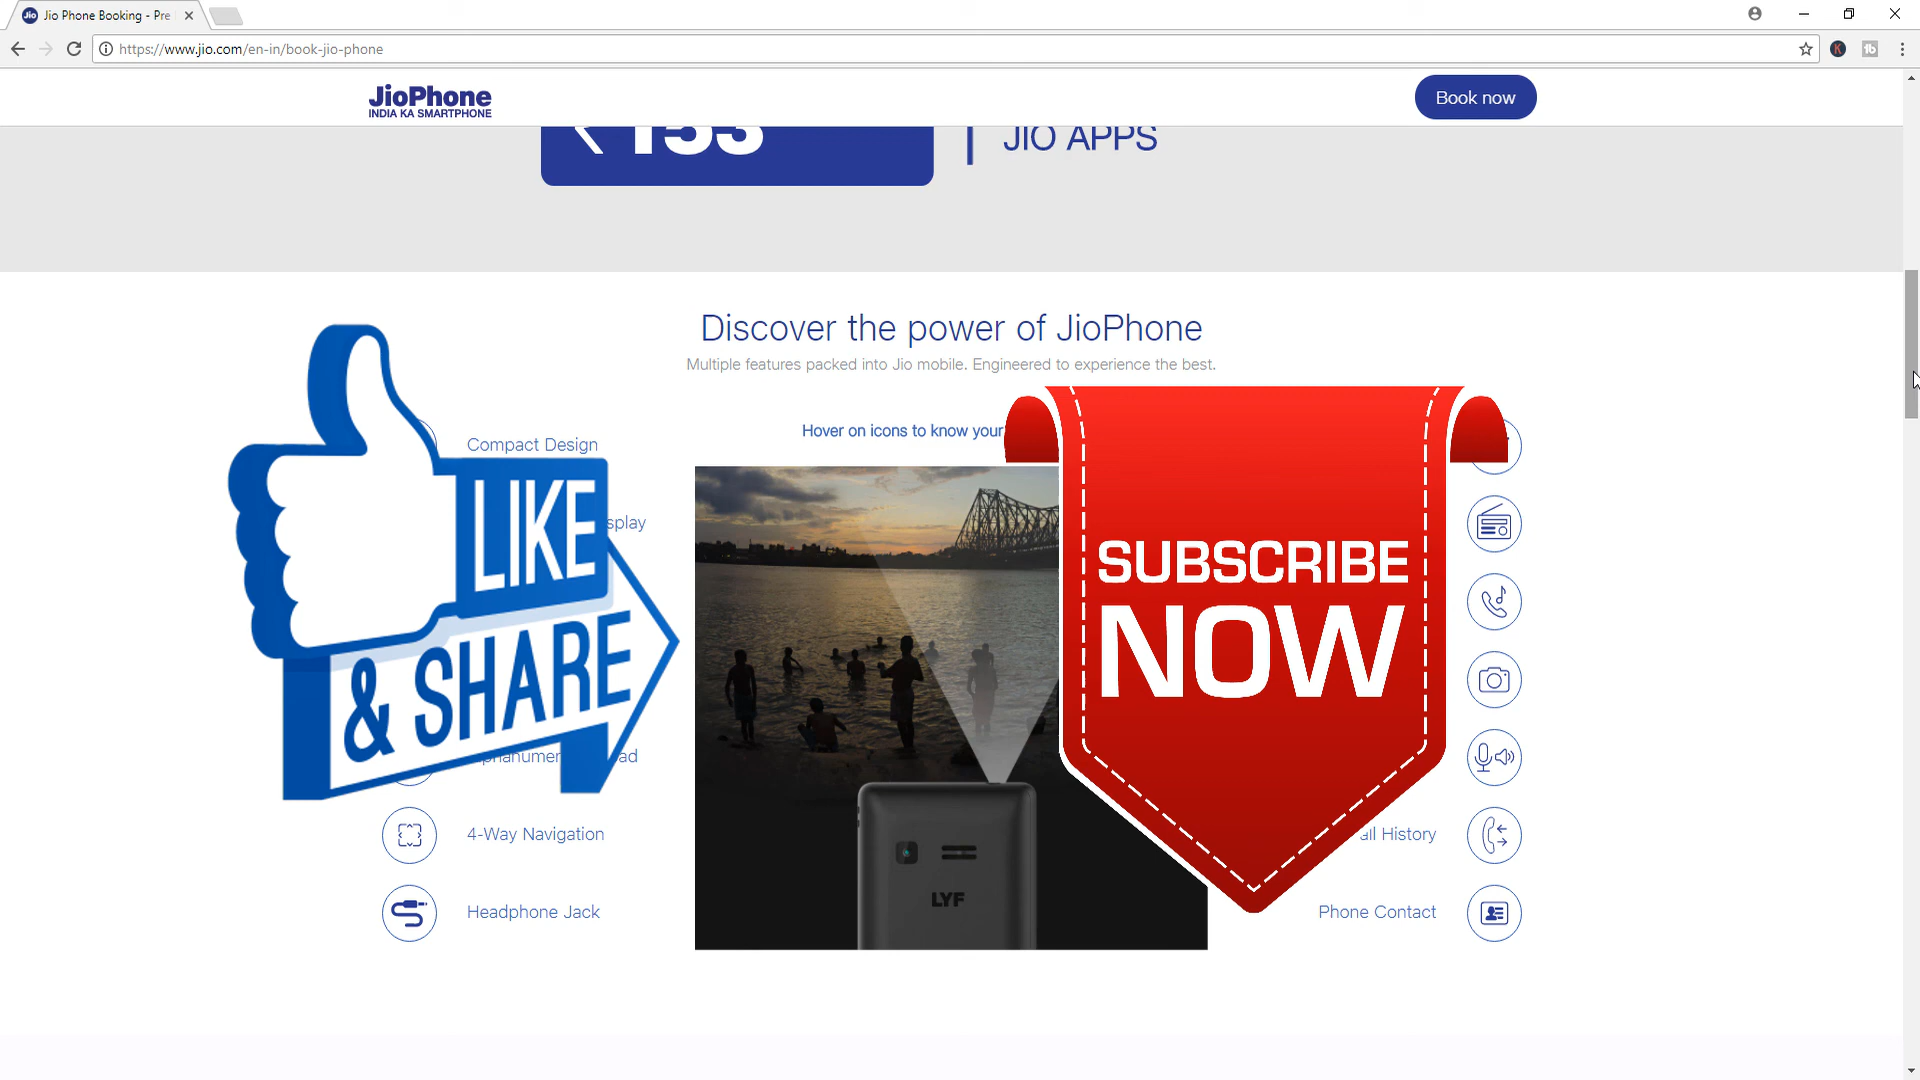 Jio Phone Booking - Pre
https://www.jio.com/en-in/book-jio-phone
JioPhone
INDIA KA SMARTPHONE
Book now
₹153
JIO APPS
Discover the power of JioPhone
Multiple features packed into Jio mobile. Engineered to experience the best.
Hover on icons to know your
Compact Design
LIKE
& SHARE
SUBSCRIBE
NOW
4-Way Navigation
Headphone Jack
LYF
History
Phone Contact